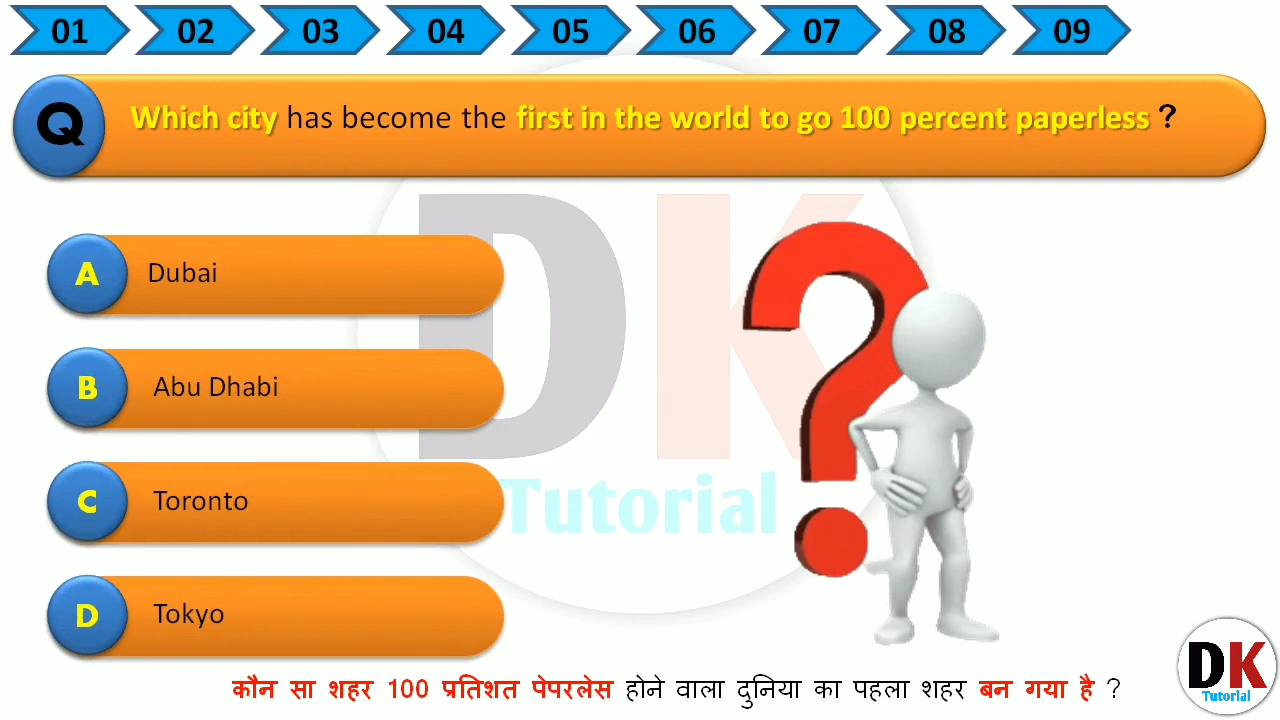 01 02 03 04 05 06 07 08 09
Q Which city has become the first in the world to go 100 percent paperless ?
A Dubai
B Abu Dhabi
C Toronto
D Tokyo
DK
Tutorial
कौन सा शहर 100 प्रतिशत पेपरलेस होने वाला दुनिया का पहला शहर बन गया है ?
DK
Tutorial